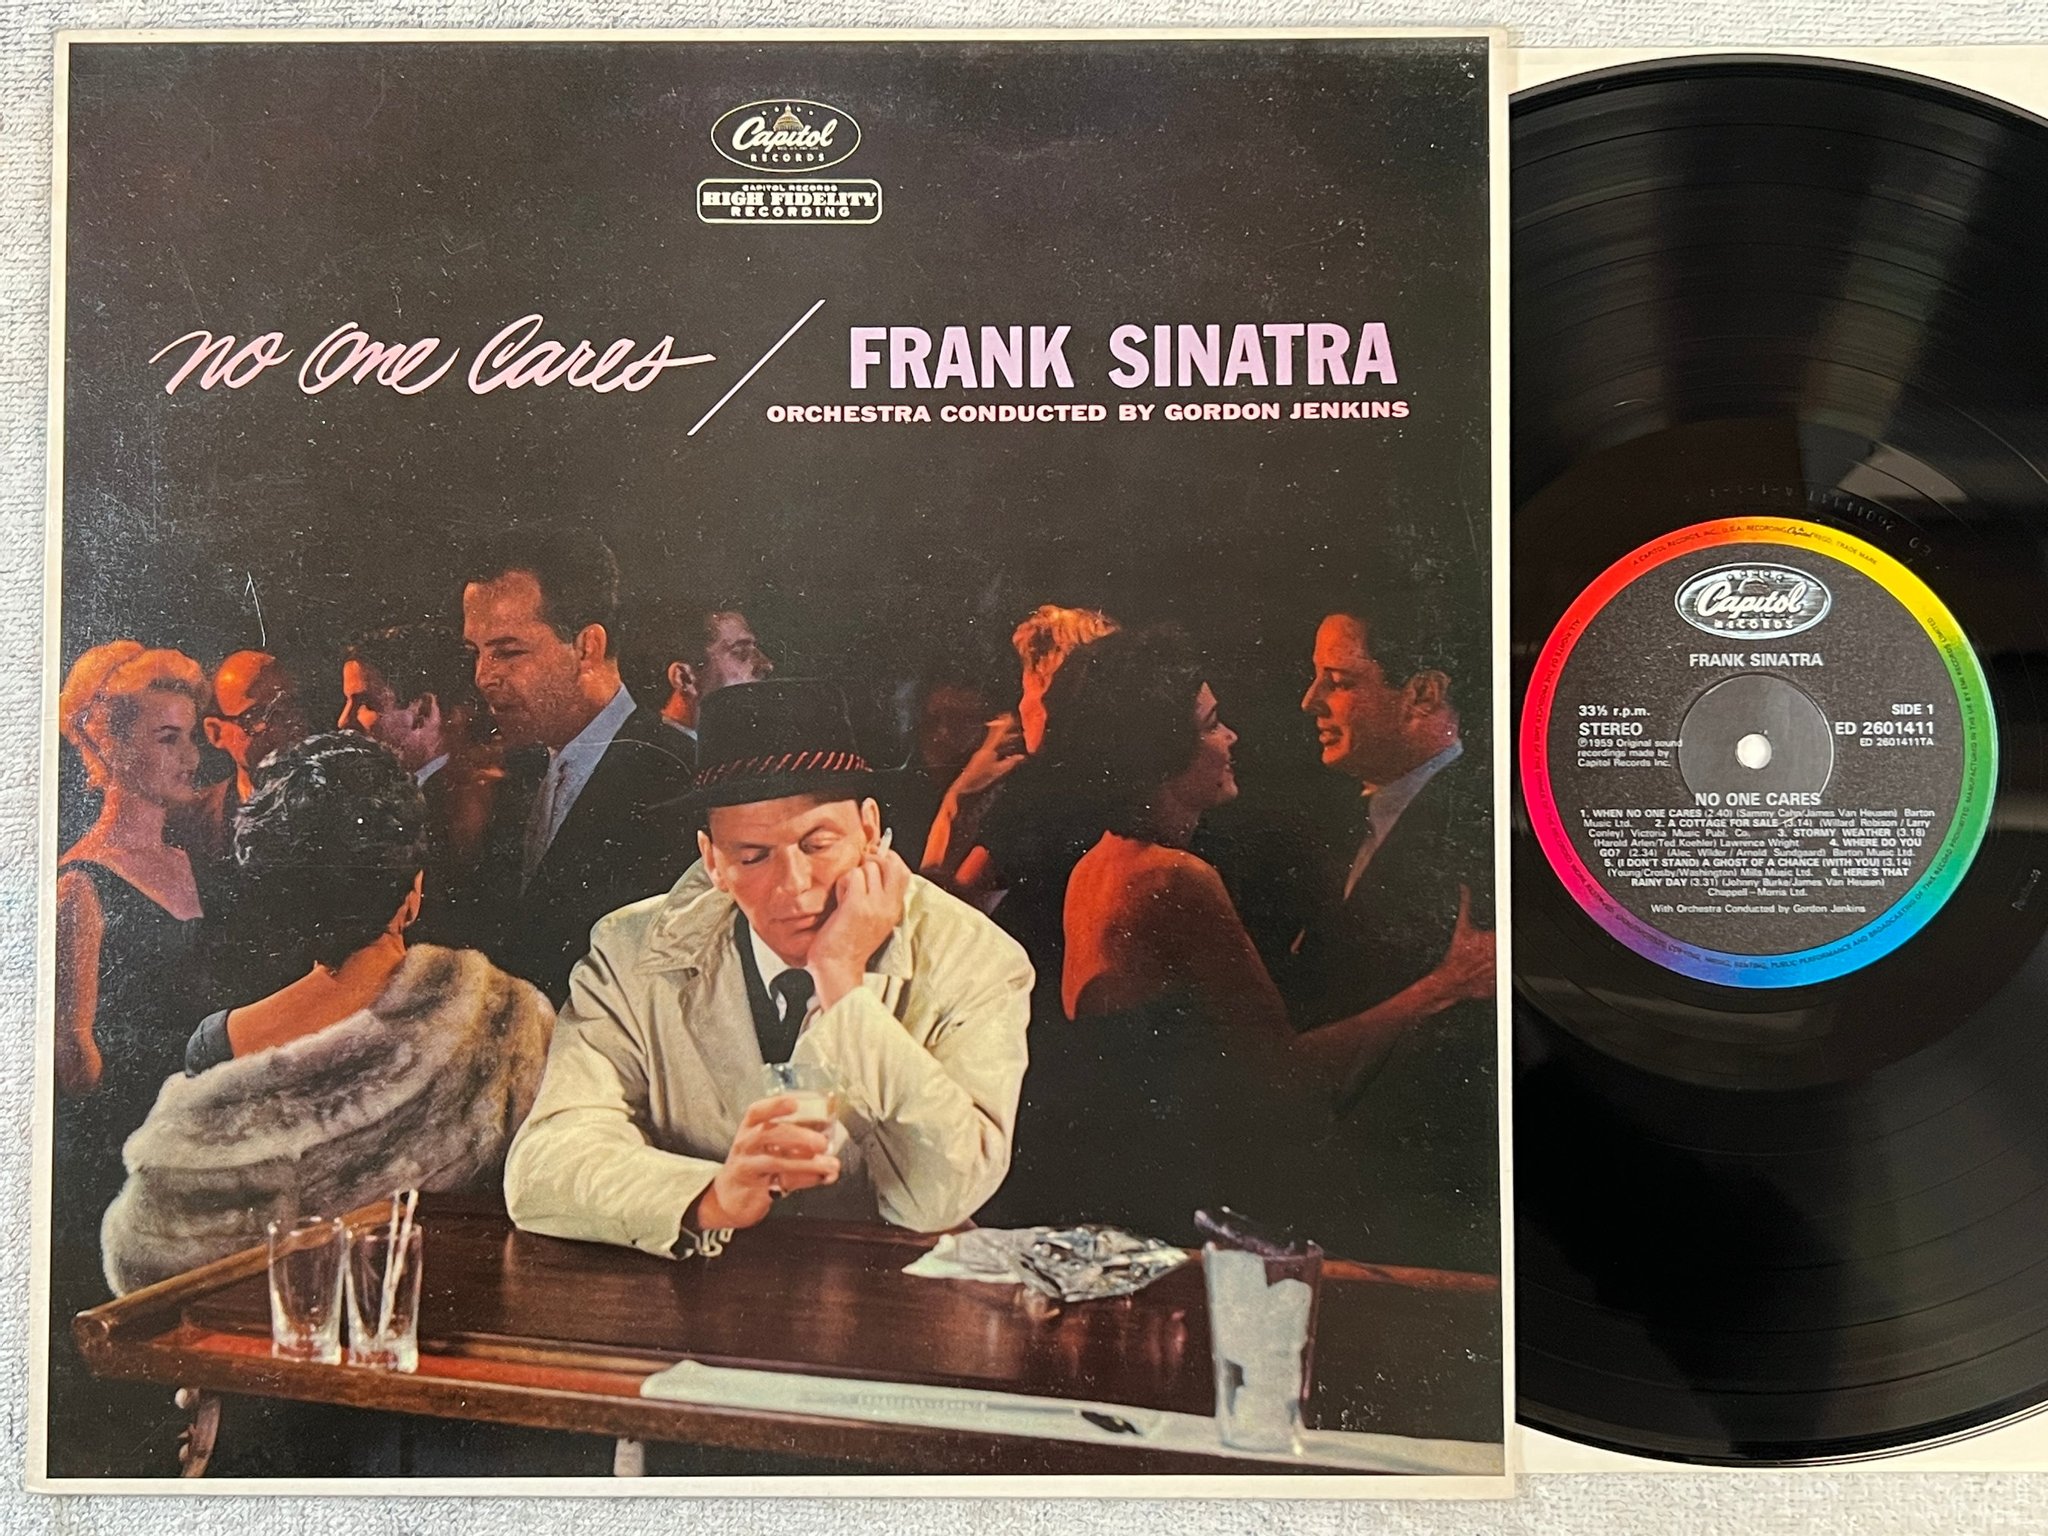 Capitol
RECORDS
CAPITOL RECORDS
HIGH FIDELITY
RECORDING
no One Cares / FRANK SINATRA
ORCHESTRA CONDUCTED BY GORDON JENKINS
Capitol
RECORDS
FRANK SINATRA
33⅓ r.p.m.
SIDE 1
STEREO
ED 2601411
℗1959 Original sound
ED 2601411TA
recordings made by
Capitol Records Inc.
NO ONE CARES
1. WHEN NO ONE CARES (2.40) (Sammy Cahn/James Van Heusen) Barton
Music Ltd. 2. A COTTAGE FOR SALE (3.14) (Willard Robison / Larry
Conley) Victoria Music Publ. Co. 3. STORMY WEATHER (3.18)
(Harold Arlen/Ted Koehler) Lawrence Wright 4. WHERE DO YOU
GO? (2.34) (Alec Wilder / Arnold Sundgaard) Barton Music Ltd.
5. (I DON'T STAND) A GHOST OF A CHANCE (WITH YOU) (3.14)
(Young/Crosby/Washington) Mills Music Ltd. 6. HERE'S THAT
RAINY DAY (3.31) (Johnny Burke/James Van Heusen)
Chappell-Morris Ltd.
With Orchestra Conducted by Gordon Jenkins